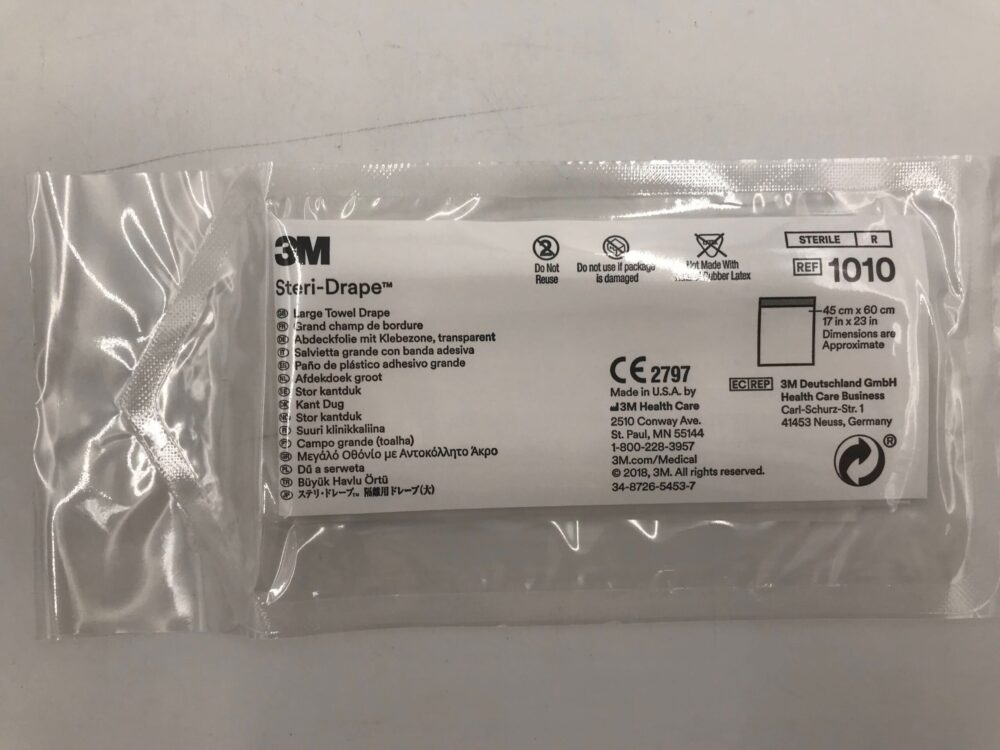 3M
Steri-Drape™
Large Towel Drape
Grand champ de bordure
Abdeckfolie mit Klebezone, transparent
Salvietta grande con banda adesiva
Paño de plástico adhesivo grande
Afdekdoek groot
Stor kantduk
Kant Dug
Stor kantduk
Suuri klinikkaliina
Campo grande (toalha)
Μεγάλό Οθόνίο με Αντοκόλλητο Άκρο
Dû a serweta
Büyük Havlu Örtü
ステリ・ドレープ™ 隔離用ドレープ(大)
Do Not
Reuse
Do not use if package
is damaged
Not Made With
Rubber Latex
STERILE R
REF 1010
45 cm x 60 cm
17 in x 23 in
Dimensions are
Approximate
CE 2797
Made in U.S.A. by
3M Health Care
2510 Conway Ave.
St. Paul, MN 55144
1-800-228-3957
3M.com/Medical
© 2018, 3M. All rights reserved.
34-8726-5453-7
EC REP 3M Deutschland GmbH
Health Care Business
Carl-Schurz-Str. 1
41453 Neuss, Germany
®